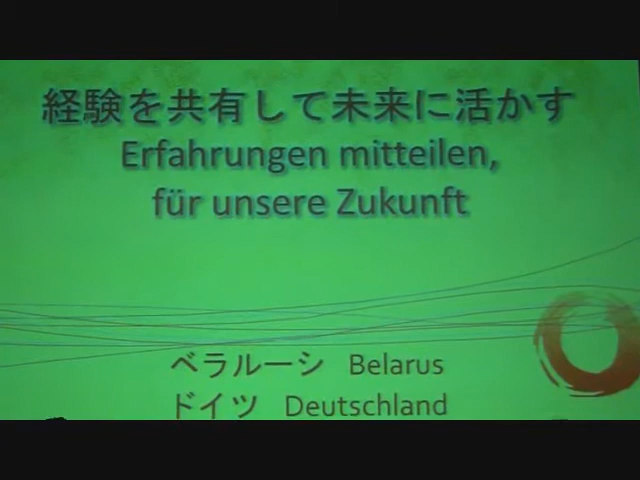 経験を共有して未来に活かす
Erfahrungen mitteilen,
für unsere Zukunft
ベラルーシ Belarus
ドイツ Deutschland